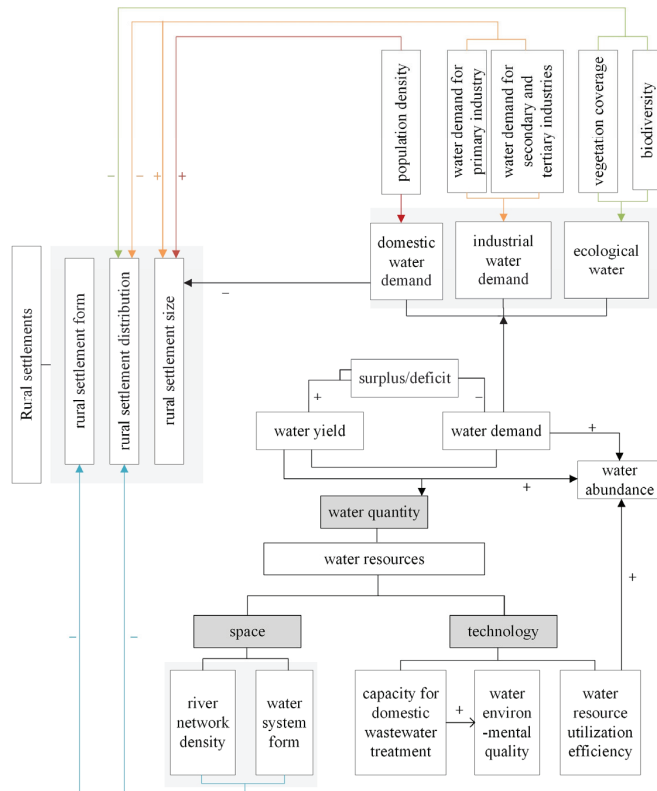 population density
water demand for
primary industry
water demand for
secondary and
tertiary industries
vegetation coverage
biodiversity
−
−
+
+
Rural settlements
rural settlement form
rural settlement distribution
rural settlement size
domestic
water
demand
industrial
water
demand
ecological
water
−
surplus/deficit
+
−
water yield
water demand
+
water
abundance
+
water quantity
water resources
+
space
technology
−
−
river
network
density
water
system
form
capacity for
domestic
wastewater
treatment
+
water
environ
-mental
quality
water
resource
utilization
efficiency